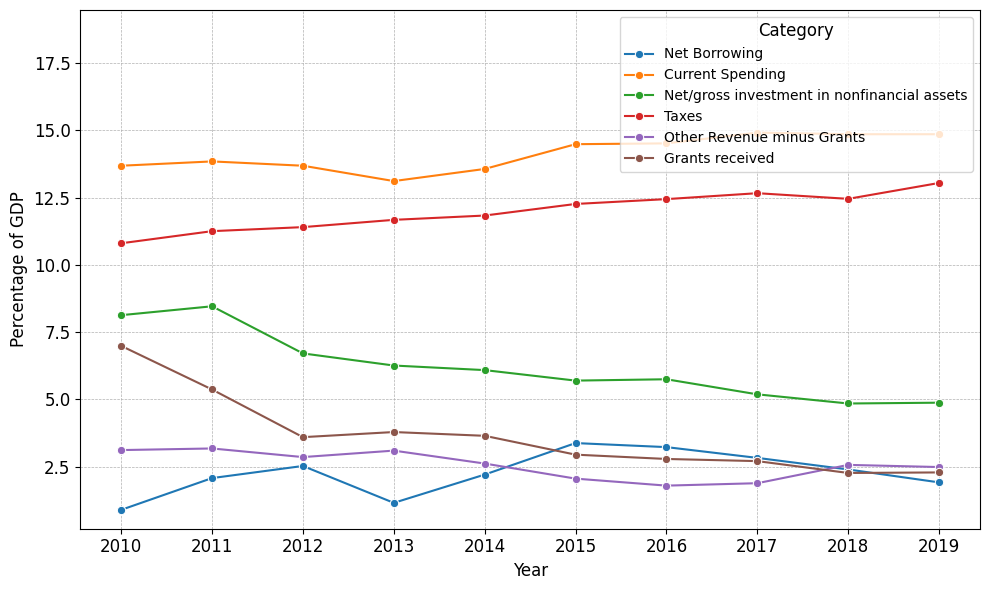 Category
Net Borrowing
Current Spending
Net/gross investment in nonfinancial assets
Taxes
Other Revenue minus Grants
Grants received
Percentage of GDP
17.5
15.0
12.5
10.0
7.5
5.0
2.5
2010 2011 2012 2013 2014 2015 2016 2017 2018 2019
Year